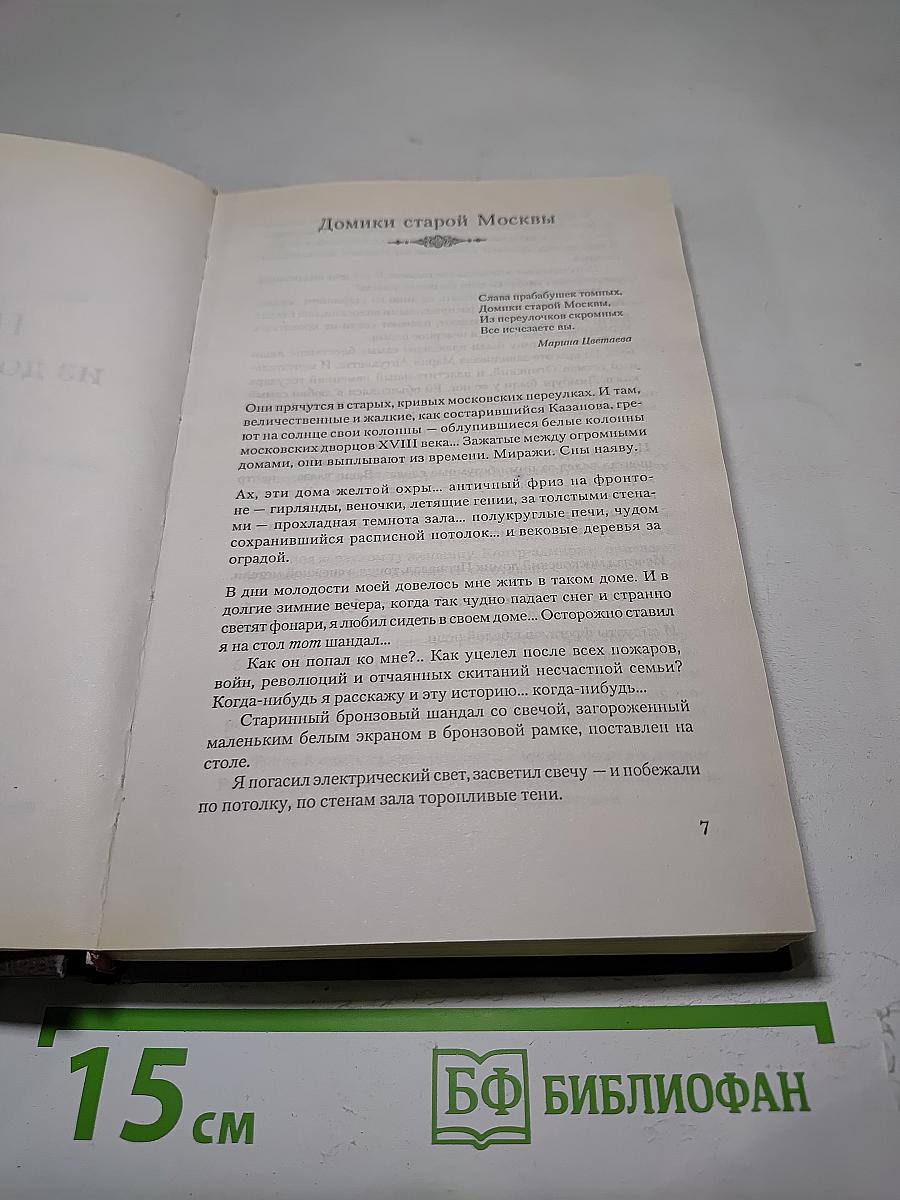 Домики старой Москвы
Слава прабабушек томных,
Домики старой Москвы,
Из переулочков скромных
Все исчезаете вы.
Марина Цветаева
Они прячутся в старых, кривых московских переулках. И там,
величественные и жалкие, как состарившийся Казанова, гре-
ют на солнце свои колонны — облупившиеся белые колонны
московских дворцов XVIII века... Зажатые между огромными
домами, они выплывают из времени. Миражи. Сны наяву.
Ах, эти дома желтой охры... античный фриз на фронто-
не — гирлянды, веночки, летящие гении, за толстыми стена-
ми — прохладная темнота зала... полукруглые печи, чудом
сохранившийся расписной потолок... и вековые деревья за
оградой.
В дни молодости моей довелось мне жить в таком доме. И в
долгие зимние вечера, когда так чудно падает снег и странно
светят фонари, я любил сидеть в своем доме... Осторожно ставил
я на стол тот шандал...
Как он попал ко мне?.. Как уцелел после всех пожаров,
войн, революций и отчаянных скитаний несчастной семьи?
Когда-нибудь я расскажу и эту историю... когда-нибудь...
Старинный бронзовый шандал со свечой, загороженный
маленьким белым экраном в бронзовой рамке, поставлен на
столе.
Я погасил электрический свет, засветил свечу — и побежали
по потолку, по стенам зала торопливые тени.
7
15 см
БФ БИБЛИОФАН